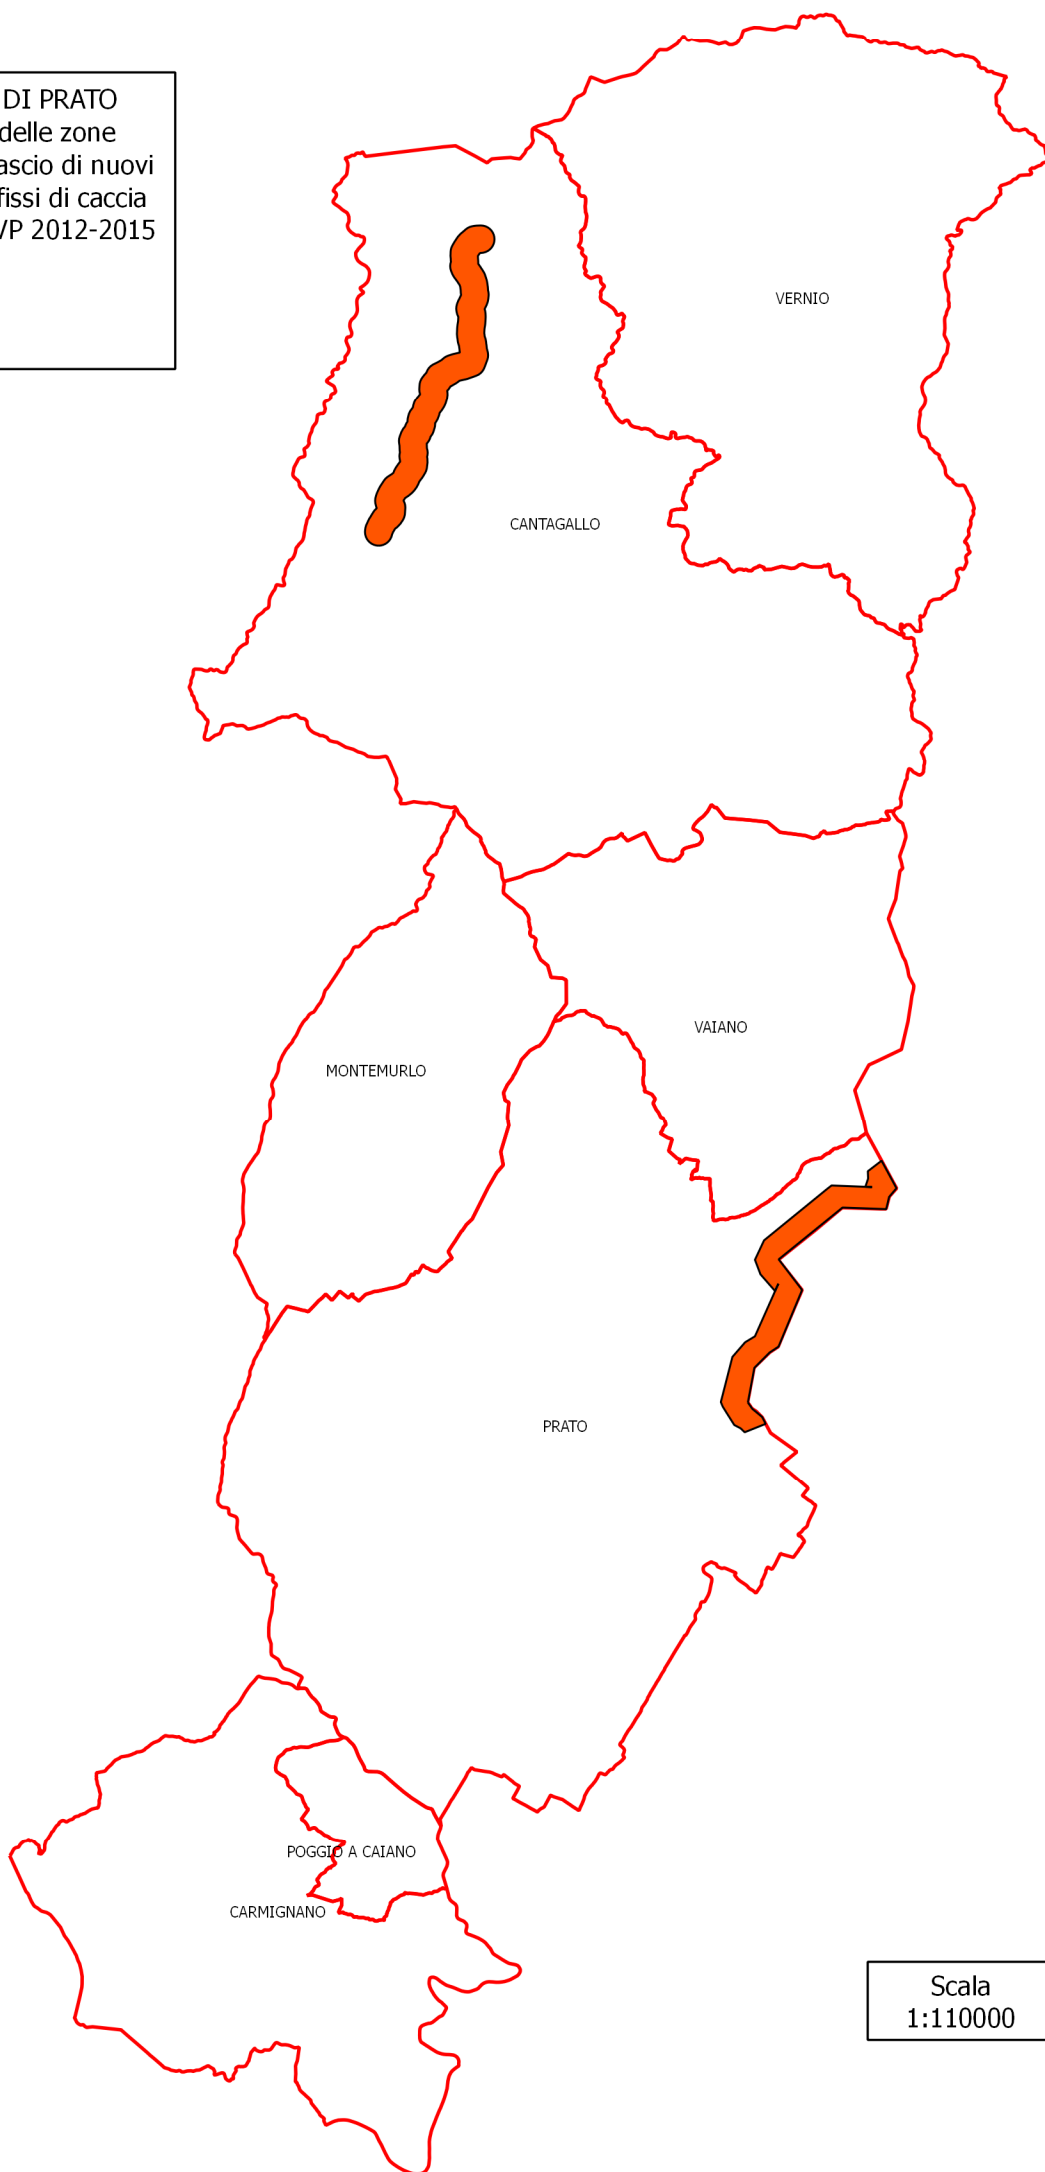 DI PRATO
delle zone
ascio di nuovi
fissi di caccia
VP 2012-2015
VERNIO
CANTAGALLO
VAIANO
MONTEMURLO
PRATO
POGGIO A CAIANO
CARMIGNANO
Scala
1:110000